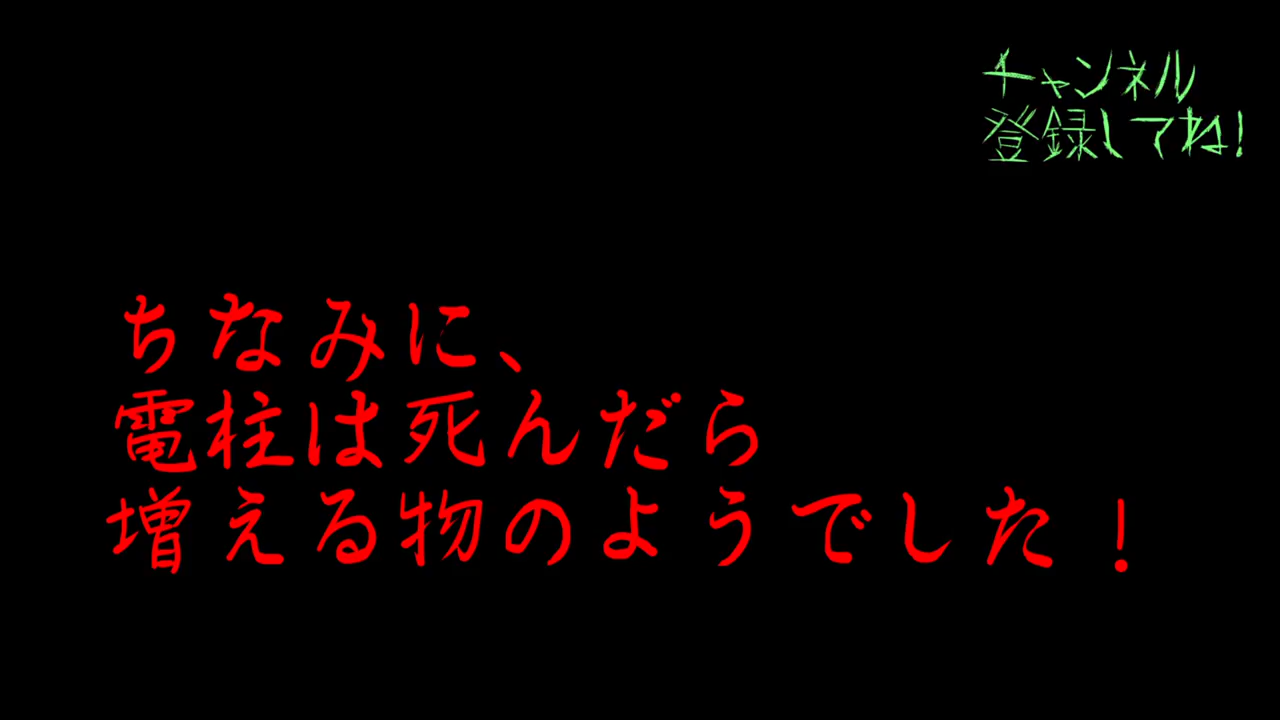 チャンネル
登録してね!
ちなみに、
電柱は死んだら
増える物のようでした！